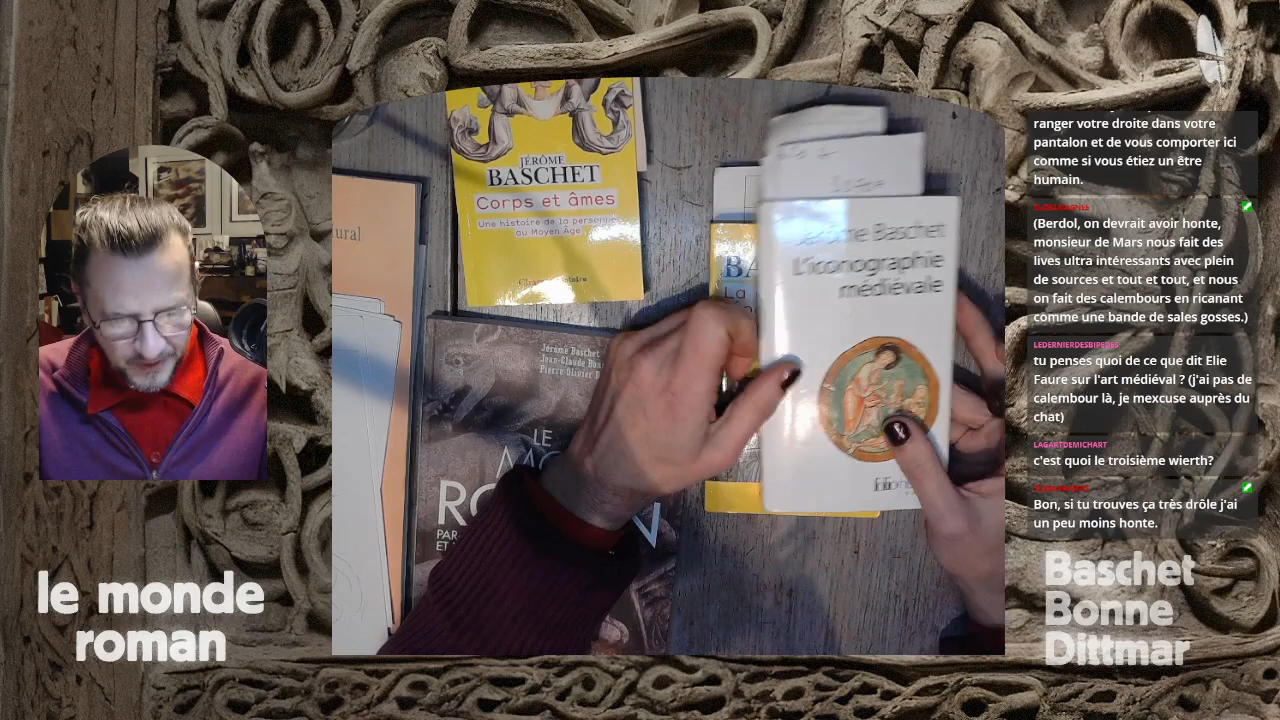 le monde
roman
ural
JÉRÔME
BASCHET
Corps et âmes
Une histoire de la personne
au Moyen Âge
Jérôme Baschet
Jean-Claude Bon
Pierre-Olivier D
LE
MO
RO
N
PAR
ET
BA
La
Jérôme Baschet
L'iconographie
médiévale
ranger votre droite dans votre
pantalon et de vous comporter ici
comme si vous étiez un être
humain.
(Berdol, on devrait avoir honte,
monsieur de Mars nous fait des
lives ultra intéressants avec plein
de sources et tout et tout, et nous
on fait des calembours en ricanant
comme une bande de sales gosses.)
LEDERNIERDESBIPEDES
tu penses quoi de ce que dit Elie
Faure sur l'art médiéval ? (j'ai pas de
calembour là, je mexcuse auprès du
chat)
LAGARTDEMICHART
c'est quoi le troisième wierth?
Bon, si tu trouves ça très drôle j'ai
un peu moins honte.
Baschet
Bonne
Dittmar